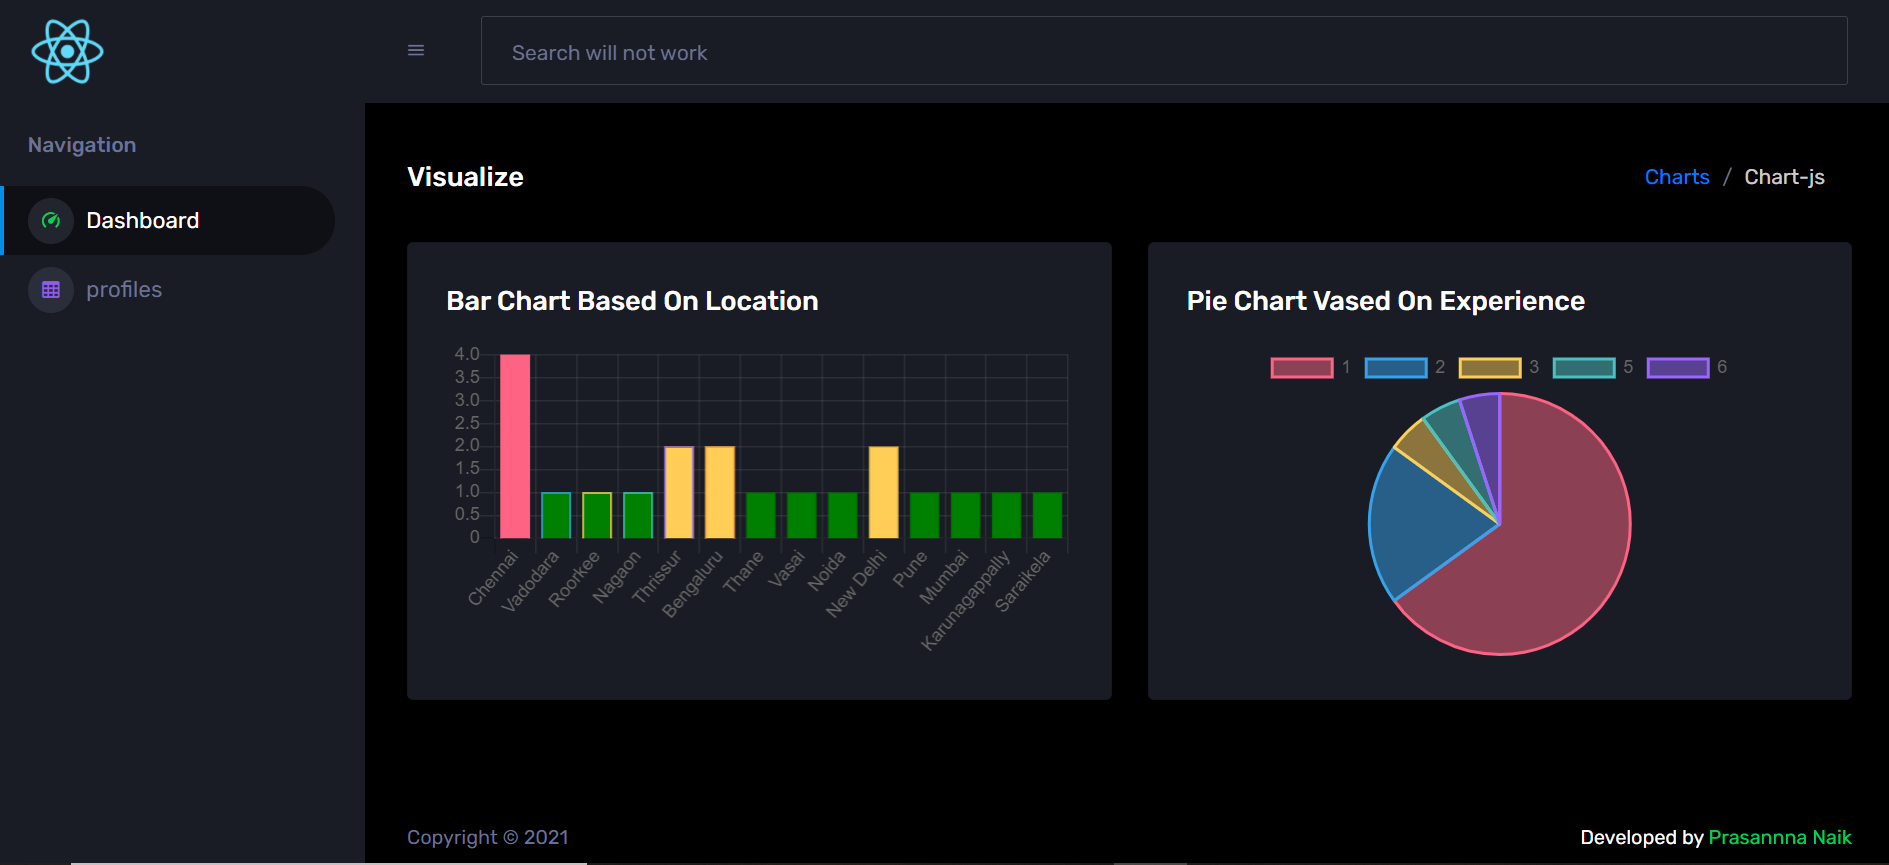 Search will not work
Navigation
Dashboard
profiles
Visualize
Charts / Chart-js
Bar Chart Based On Location
4.0
3.5
3.0
2.5
2.0
1.5
1.0
0.5
0
Chennai
Vadodara
Roorkee
Nagaon
Thrissur
Bengaluru
Thane
Vasai
Noida
New Delhi
Pune
Mumbai
Karunagappally
Saraikela
Pie Chart Vased On Experience
1 2 3 5 6
Copyright © 2021
Developed by Prasannna Naik